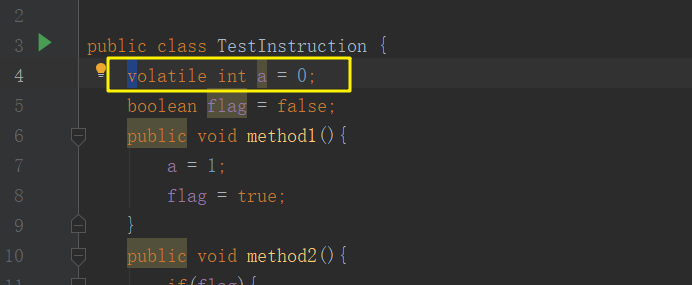 2
3 public class TestInstruction {
4 volatile int a = 0;
5 boolean flag = false;
6 public void method1(){
7 a = 1;
8 flag = true;
9 }
10 public void method2(){
11 if(flag){